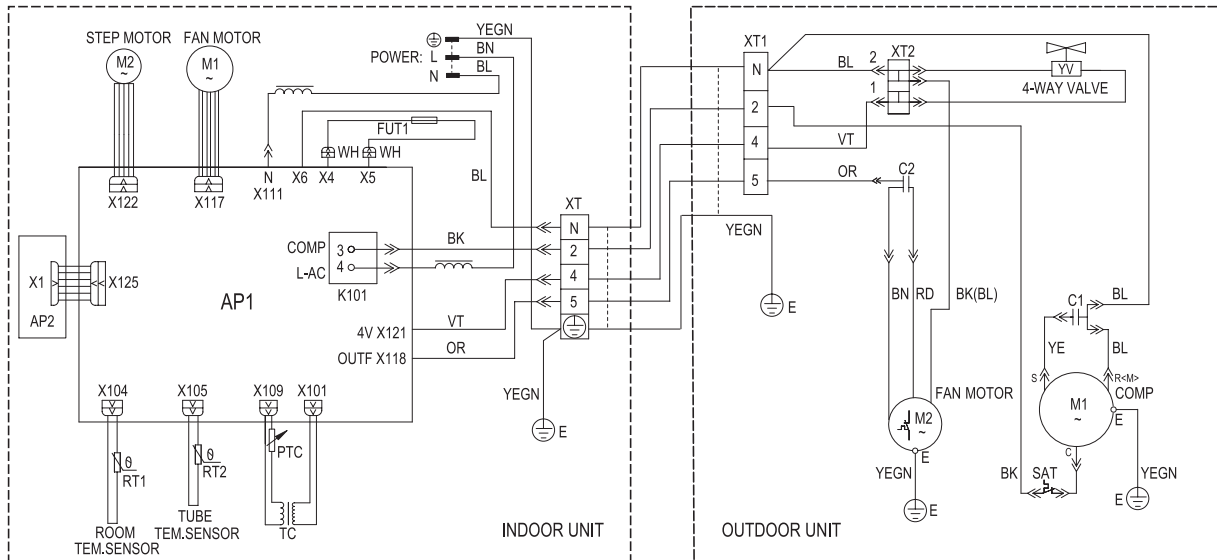 STEP MOTOR
FAN MOTOR
M2
~
M1
~
POWER:
L
N
YEGN
BN
BL
FUT1
WH
WH
N
X111
X6
X4
X5
BL
X122
X117
X1
X125
AP2
AP1
COMP
3
L-AC
4
K101
BK
4V X121
VT
OUTF X118
OR
XT
N
2
4
5
YEGN
E
X104
X105
X109
X101
θ
RT1
θ
RT2
PTC
TC
ROOM
TEM.SENSOR
TUBE
TEM.SENSOR
INDOOR UNIT
XT1
N
2
4
5
BL
VT
OR
YEGN
E
2
XT2
1
YV
4-WAY VALVE
C2
BN
RD
BK(BL)
FAN MOTOR
M2
~
E
YEGN
E
C1
BL
YE
BL
S
R<M>
COMP
M1
~
E
C
BK
SAT
YEGN
E
OUTDOOR UNIT